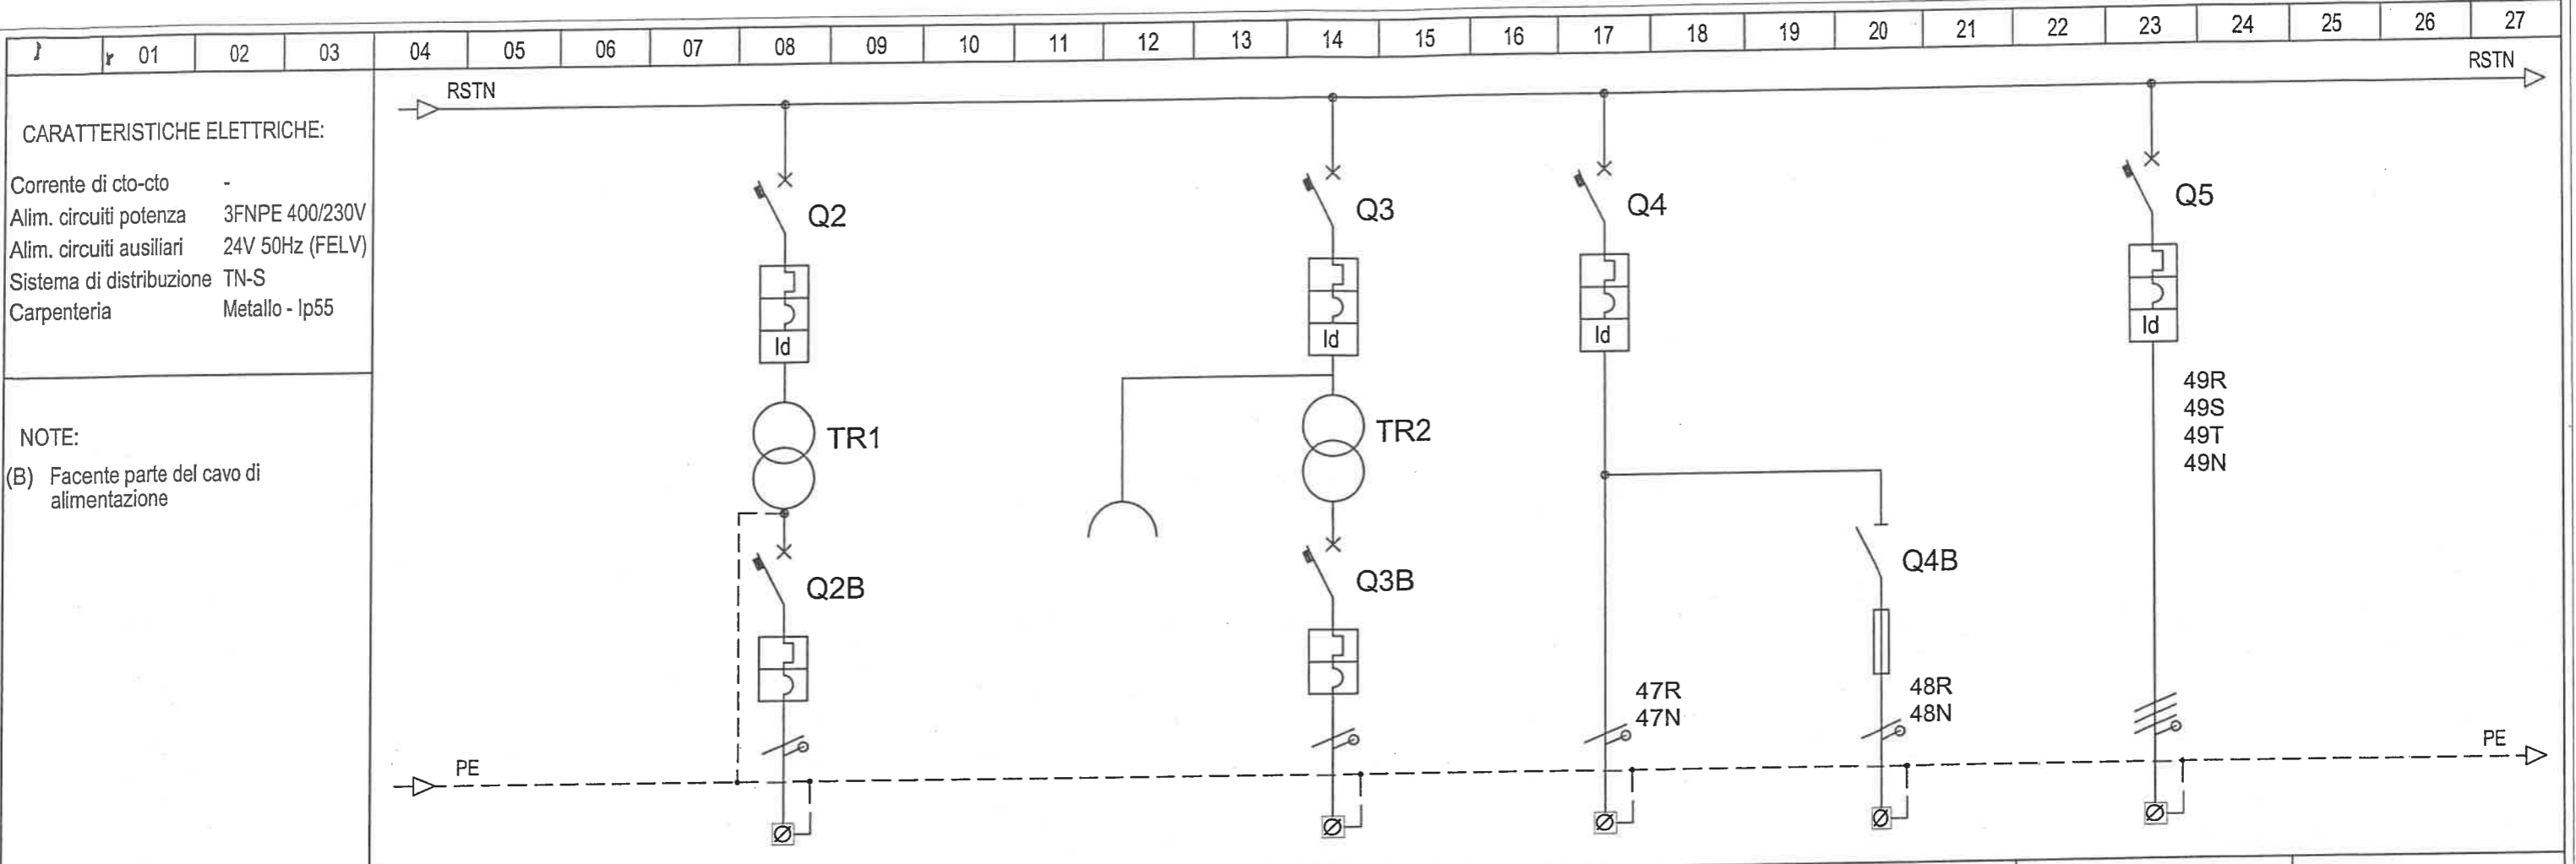 01 02 03 04 05 06 07 08 09 10 11 12 13 14 15 16 17 18 19 20 21 22 23 24 25 26 27
RSTN RSTN
CARATTERISTICHE ELETTRICHE:
Corrente di cto-cto -
Alim. circuiti potenza 3FNPE 400/230V
Alim. circuiti ausiliari 24V 50Hz (FELV)
Sistema di distribuzione TN-S
Carpenteria Metallo - Ip55
NOTE:
(B) Facente parte del cavo di
alimentazione
Q2 Q3 Q4 Q5
Id Id Id Id
49R
49S
49T
49N
TR1 TR2
Q2B Q3B Q4B
47R 48R
47N 48N
PE PE